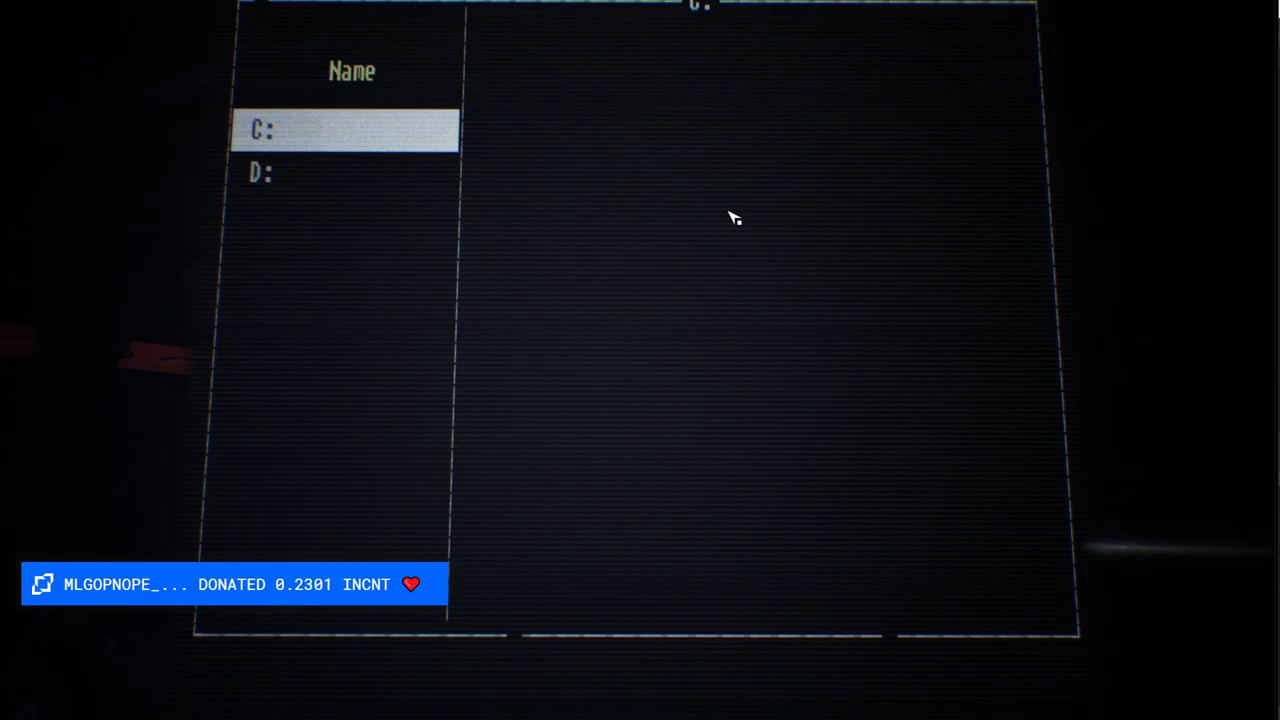 C:
Name
C:
D:
MLGOPNOPE_... DONATED 0.2301 INCNT ❤️